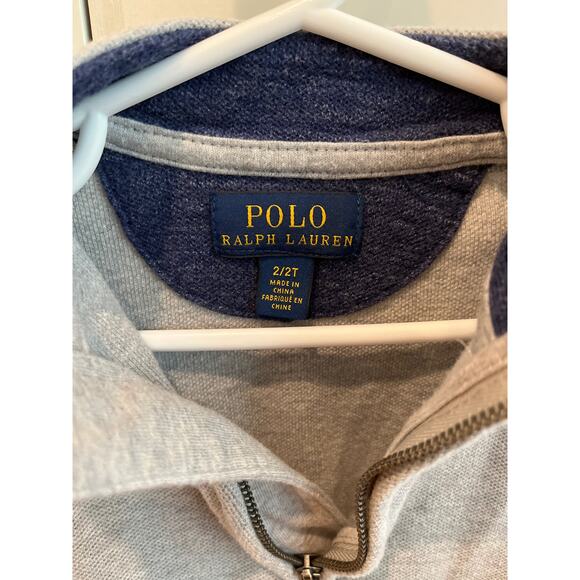 POLO
RALPH LAUREN
2/2T
MADE IN
CHINA
FABRIQUÉ EN
CHINE